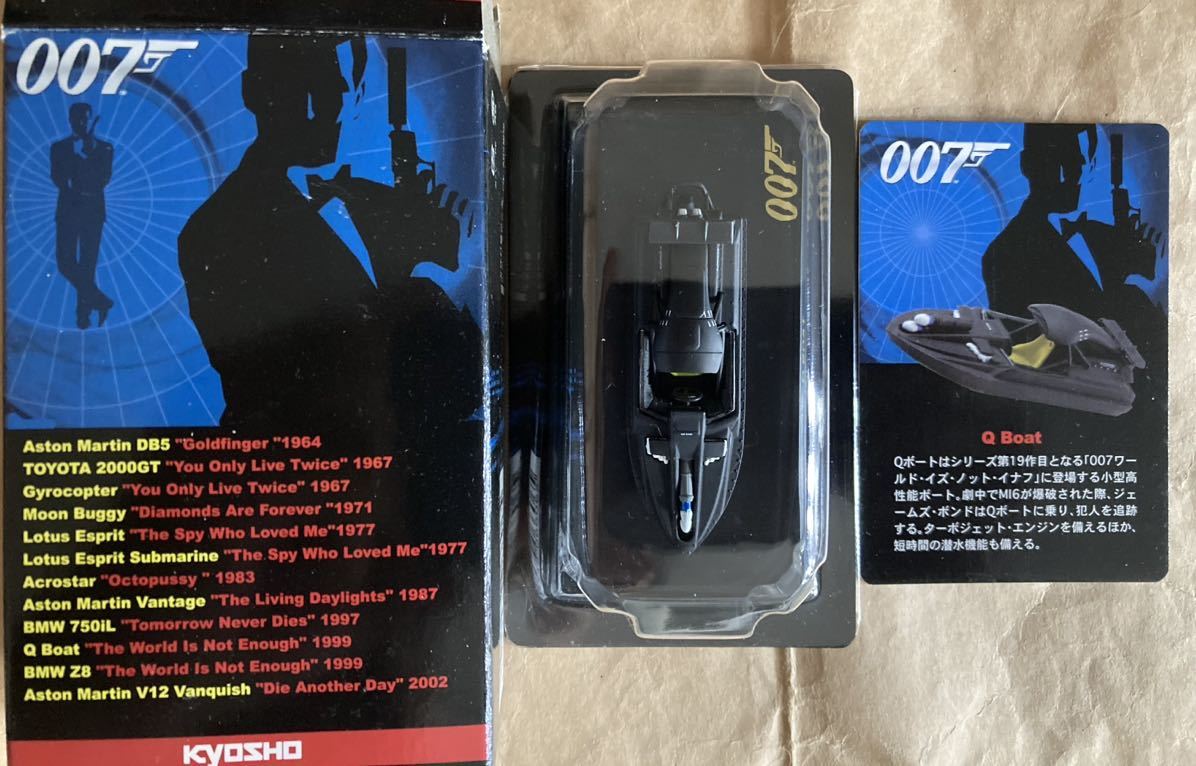 007
Aston Martin DB5 "Goldfinger "1964
TOYOTA 2000GT "You Only Live Twice" 1967
Gyrocopter "You Only Live Twice" 1967
Moon Buggy "Diamonds Are Forever "1971
Lotus Esprit "The Spy Who Loved Me"1977
Lotus Esprit Submarine "The Spy Who Loved Me"1977
Acrostar "Octopussy " 1983
Aston Martin Vantage "The Living Daylights" 1987
BMW 750iL "Tomorrow Never Dies" 1997
Q Boat "The World Is Not Enough" 1999
BMW Z8 "The World Is Not Enough" 1999
Aston Martin V12 Vanquish "Die Another Day" 2002
KYOSHO
007
007
Q Boat
Qボートはシリーズ第19作目となる「007ワー
ルド・イズ・ノット・イナフ」に登場する小型高
性能ボート。劇中でMI6が爆破された際、ジェ
ームズ・ボンドはQボートに乗り、犯人を追跡
する。ターボジェット・エンジンを備えるほか、
短時間の潜水機能も備える。